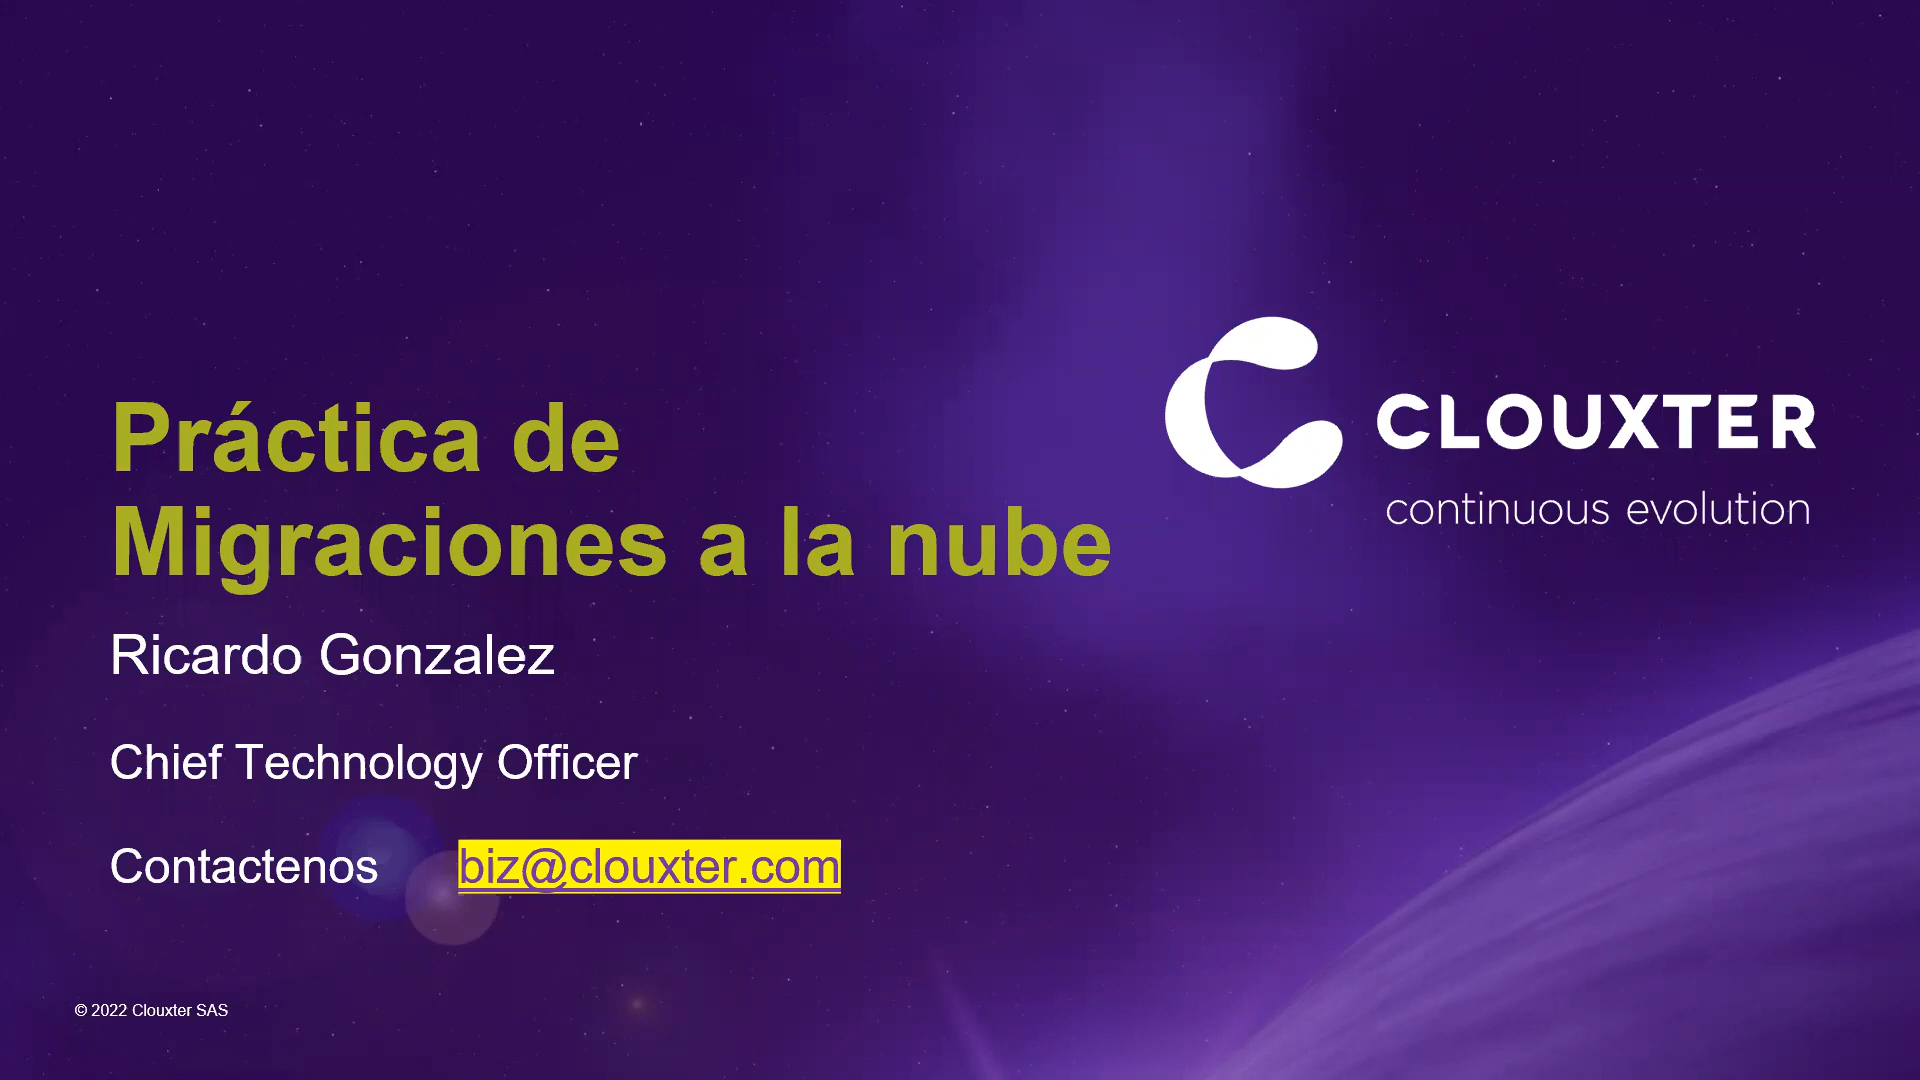 Práctica de
Migraciones a la nube
Ricardo Gonzalez
Chief Technology Officer
Contactenos biz@clouxter.com
CLOUXTER
continuous evolution
© 2022 Clouxter SAS